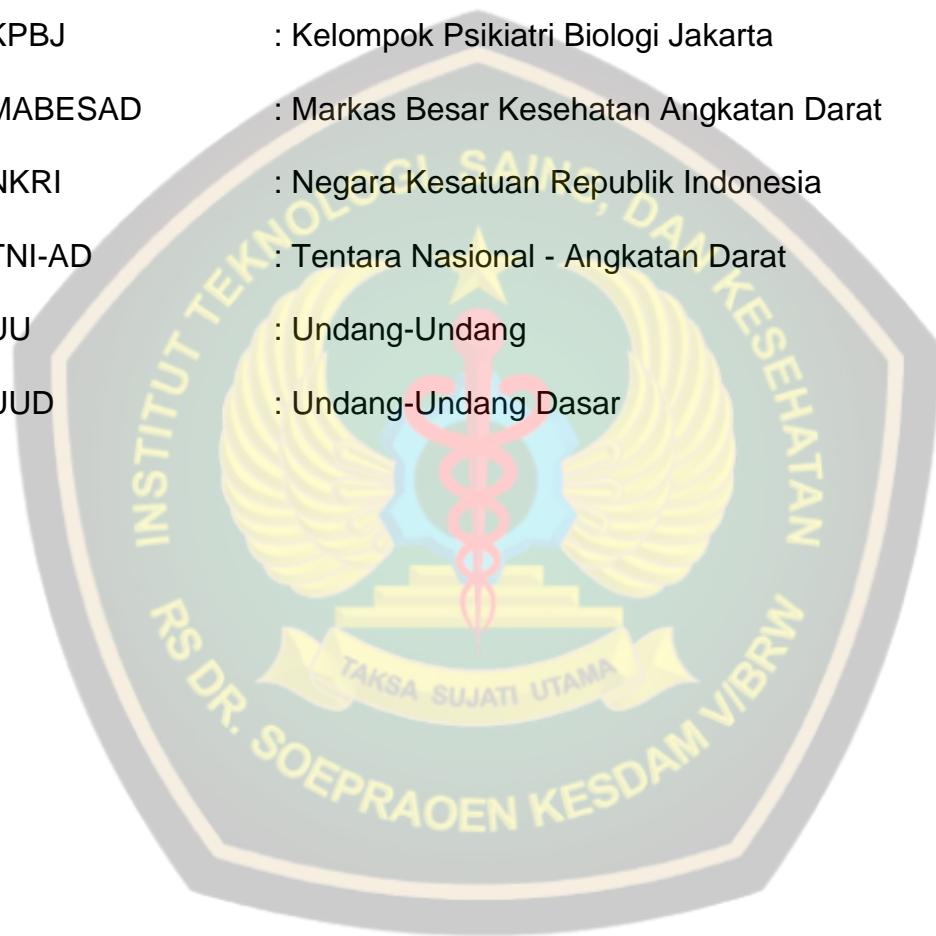 KPBJ : Kelompok Psikiatri Biologi Jakarta
MABESAD : Markas Besar Kesehatan Angkatan Darat
NKRI : Negara Kesatuan Republik Indonesia
TNI-AD : Tentara Nasional - Angkatan Darat
UU : Undang-Undang
UUD : Undang-Undang Dasar
INSTITUT TEKNOLOGI, SAINS, DAN KESEHATAN
TAKSA SUJATI UTAMA
RS DR. SOEPRAOEN KESDAM V/BRW